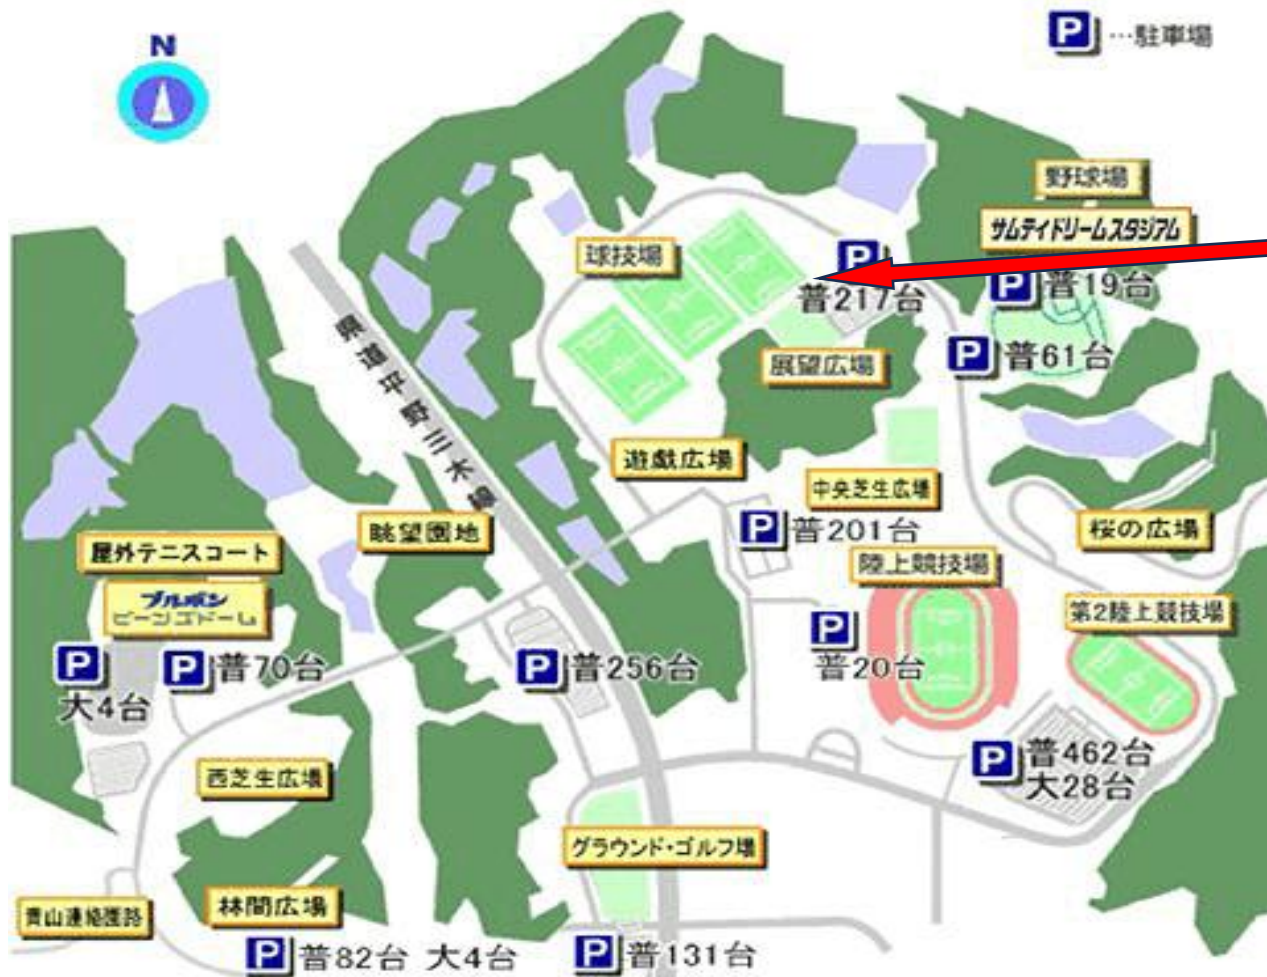 N
P …駐車場
野球場
サムティドリームスタジアム
球技場
P
普217台
P 普19台
P 普61台
展望広場
県道平野三木線
遊戯広場
中央芝生広場
P 普201台
桜の広場
眺望園地
屋外テニスコート
ブルボン
ビーンズドーム
陸上競技場
第2陸上競技場
P
大4台
P 普70台
P 普256台
P
普20台
P 普462台
大28台
西芝生広場
グラウンド・ゴルフ場
林間広場
青山連絡園路
P 普82台 大4台
P 普131台